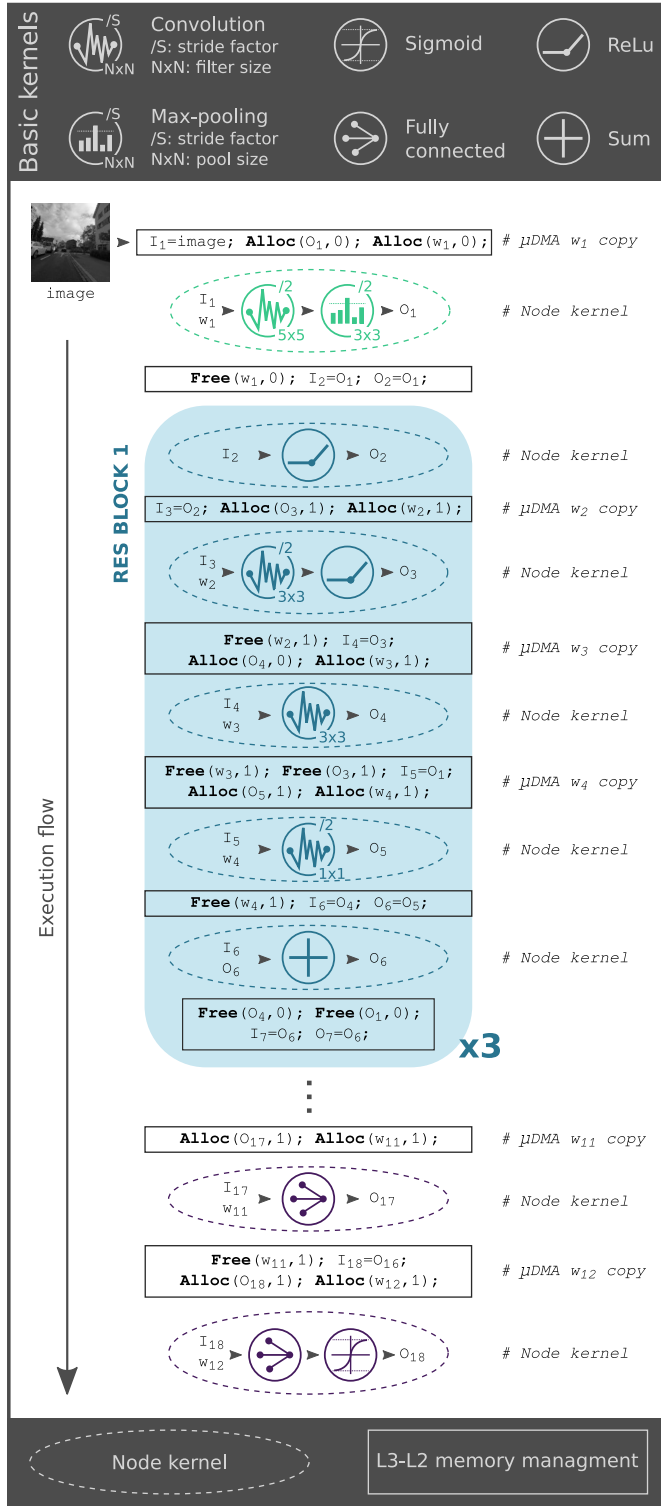 Basic kernels
/S
NxN
Convolution
/S: stride factor
NxN: filter size
Sigmoid
ReLu
/S
NxN
Max-pooling
/S: stride factor
NxN: pool size
Fully
connected
Sum
image
I1=image; Alloc(O1,0); Alloc(w1,0);
# µDMA w1 copy
I1
w1
/2
5x5
/2
3x3
O1
# Node kernel
Free(w1,0); I2=O1; O2=O1;
Execution flow
RES BLOCK 1
I2
O2
# Node kernel
I3=O2; Alloc(O3,1); Alloc(w2,1);
# µDMA w2 copy
I3
w2
/2
3x3
O3
# Node kernel
Free(w2,1); I4=O3;
Alloc(O4,0); Alloc(w3,1);
# µDMA w3 copy
I4
w3
3x3
O4
# Node kernel
Free(w3,1); Free(O3,1); I5=O1;
Alloc(O5,1); Alloc(w4,1);
# µDMA w4 copy
I5
w4
/2
1x1
O5
# Node kernel
Free(w4,1); I6=O4; O6=O5;
I6
O6
O6
# Node kernel
Free(O4,0); Free(O1,0);
I7=O6; O7=O6;
x3
Alloc(O17,1); Alloc(w11,1);
# µDMA w11 copy
I17
w11
O17
# Node kernel
Free(w11,1); I18=O16;
Alloc(O18,1); Alloc(w12,1);
# µDMA w12 copy
I18
w12
O18
# Node kernel
Node kernel
L3-L2 memory managment